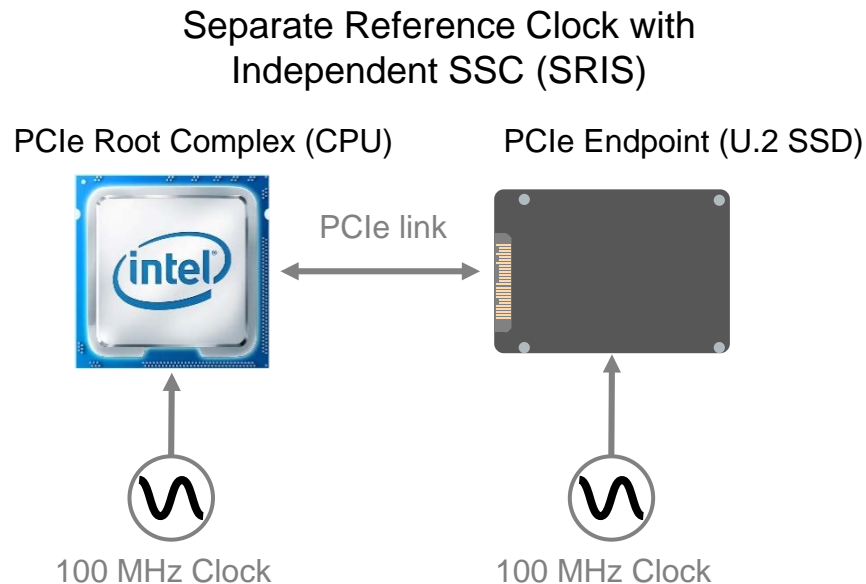 Separate Reference Clock with
Independent SSC (SRIS)
PCIe Root Complex (CPU)
PCIe Endpoint (U.2 SSD)
PCIe link
intel
100 MHz Clock
100 MHz Clock